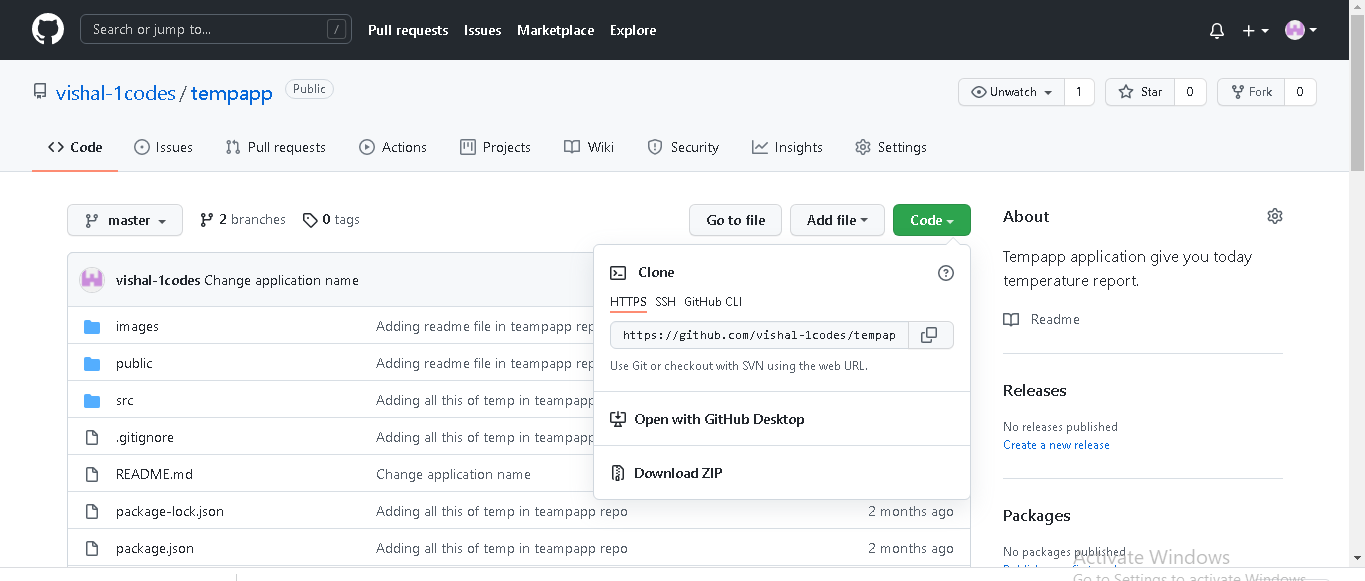 Search or jump to... / Pull requests Issues Marketplace Explore
vishal-1codes / tempapp Public Unwatch 1 Star 0 Fork 0
Code Issues Pull requests Actions Projects Wiki Security Insights Settings
master 2 branches 0 tags Go to file Add file Code
vishal-1codes Change application name
images Adding readme file in teampapp rep
public Adding readme file in teampapp rep
src Adding all this of temp in teampapp
.gitignore Adding all this of temp in teampapp
README.md Change application name
package-lock.json Adding all this of temp in teampapp repo 2 months ago
package.json Adding all this of temp in teampapp repo 2 months ago
Clone
HTTPS SSH GitHub CLI
https://github.com/vishal-1codes/tempap
Use Git or checkout with SVN using the web URL.
Open with GitHub Desktop
Download ZIP
About
Tempapp application give you today
temperature report.
Readme
Releases
No releases published
Create a new release
Packages
No packages published
Activate Windows
Go to Settings to activate Windows.